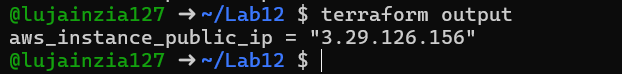 @lujainzia127 ➜ ~/Lab12 $ terraform output
aws_instance_public_ip = "3.29.126.156"
@lujainzia127 ➜ ~/Lab12 $